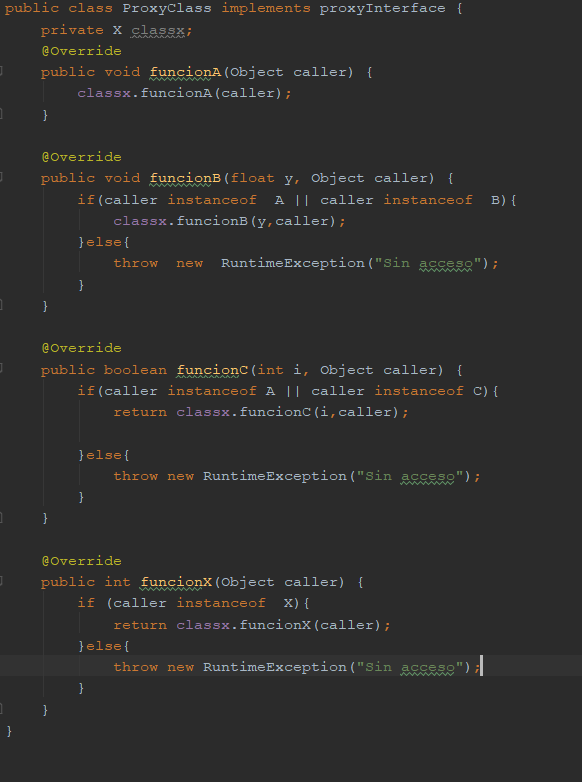 public class ProxyClass implements proxyInterface {
    private X classx;
    @Override
    public void funcionA(Object caller) {
        classx.funcionA(caller);
    }

    @Override
    public void funcionB(float y, Object caller) {
        if(caller instanceof  A || caller instanceof  B){
            classx.funcionB(y,caller);
        }else{
            throw  new  RuntimeException("Sin acceso");
        }
    }

    @Override
    public boolean funcionC(int i, Object caller) {
        if(caller instanceof A || caller instanceof C){
            return classx.funcionC(i,caller);

        }else{
            throw new RuntimeException("Sin acceso");
        }
    }

    @Override
    public int funcionX(Object caller) {
        if (caller instanceof  X){
            return classx.funcionX(caller);
        }else{
            throw new RuntimeException("Sin acceso");
        }
    }
}